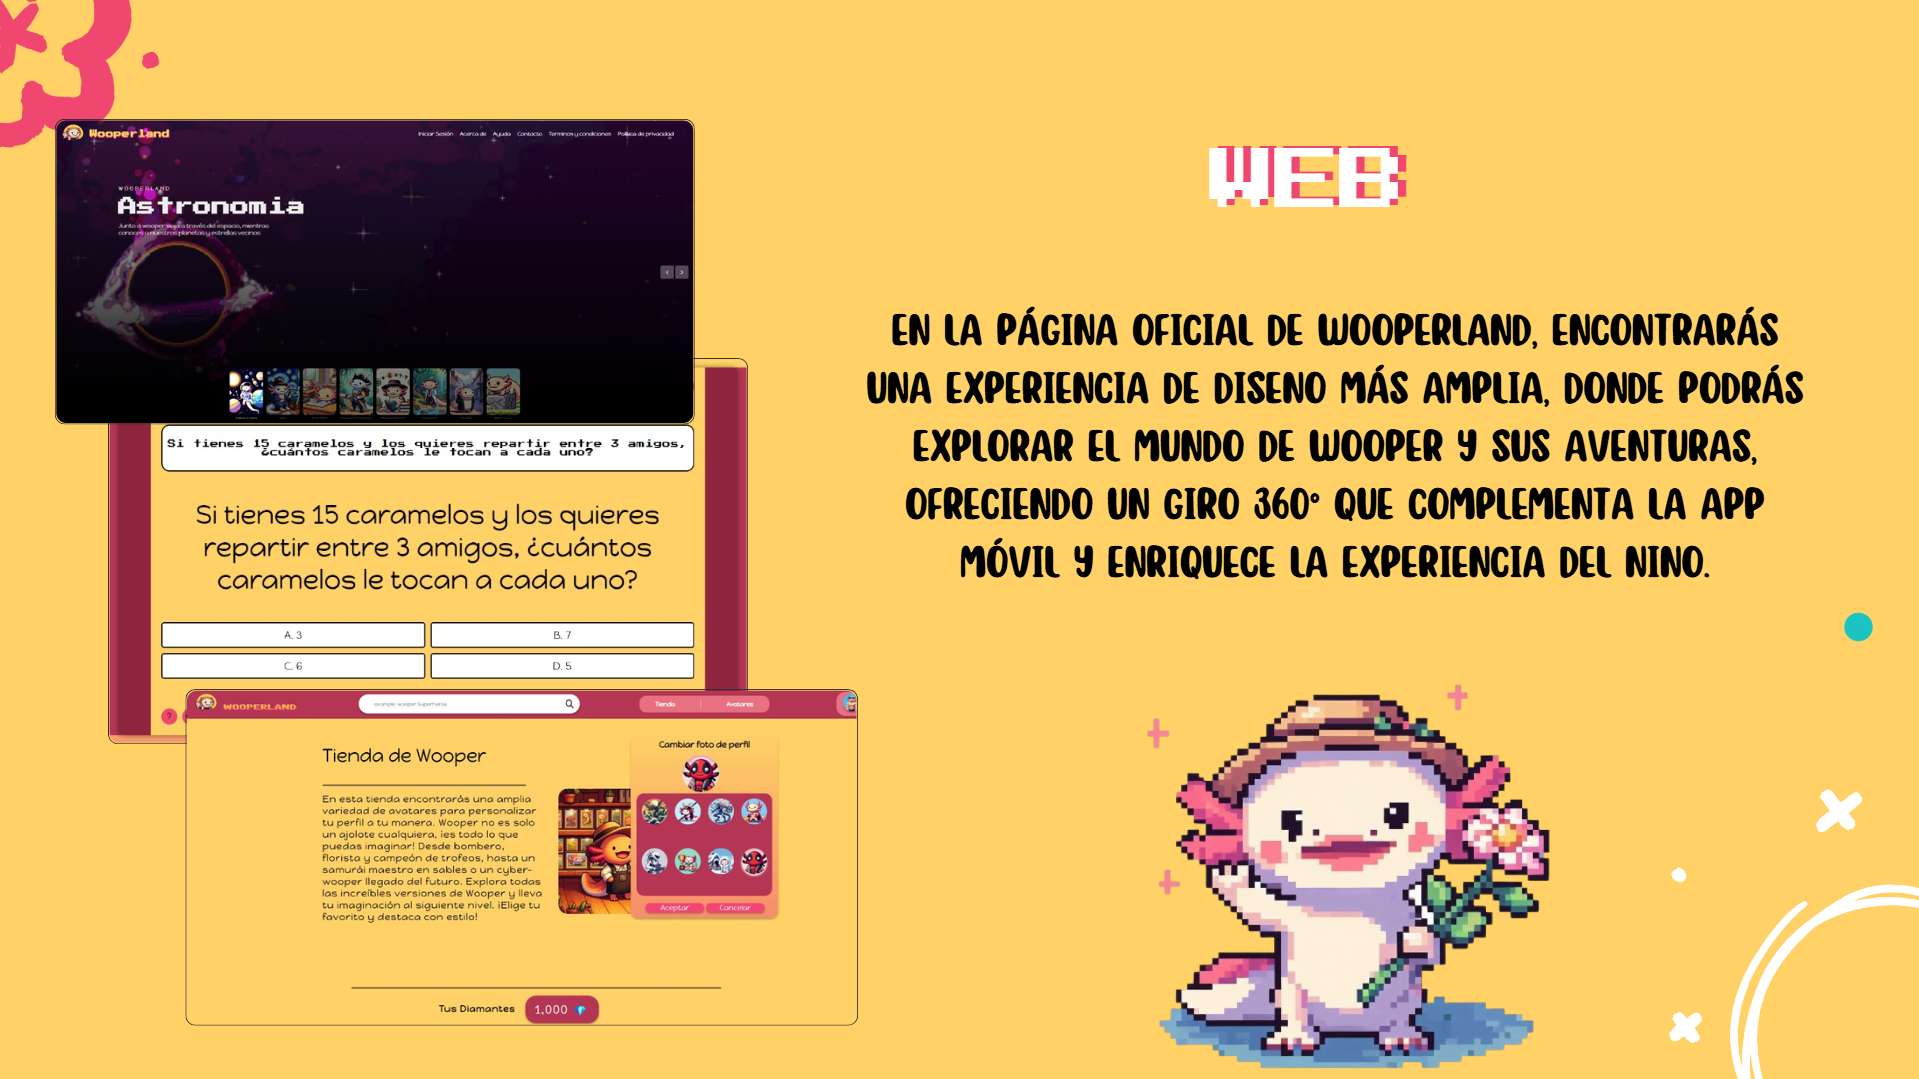 WEB
EN LA PÁGINA OFICIAL DE WOOPERLAND, ENCONTRARÁS
UNA EXPERIENCIA DE DISENO MÁS AMPLIA, DONDE PODRÁS
EXPLORAR EL MUNDO DE WOOPER Y SUS AVENTURAS,
OFRECIENDO UN GIRO 360° QUE COMPLEMENTA LA APP
MÓVIL Y ENRIQUECE LA EXPERIENCIA DEL NINO.
Wooperland
Iniciar Sesión Acerca de Ayuda Contacto Terminos y condiciones Política de privacidad
WOOPERLAND
Astronomia
Junto a wooper viaja a través del espacio, mientras
conoces a nuestros planetas y estrellas vecinos
Si tienes 15 caramelos y los quieres repartir entre 3 amigos,
¿cuántos caramelos le tocan a cada uno?
Si tienes 15 caramelos y los quieres
repartir entre 3 amigos, ¿cuántos
caramelos le tocan a cada uno?
A. 3
B. 7
C. 6
D. 5
?
WOOPERLAND
example: wooper Superheroe
Tienda
Avatares
Tienda de Wooper
En esta tienda encontrarás una amplia
variedad de avatares para personalizar
tu perfil a tu manera. Wooper no es solo
un ajolote cualquiera, ¡es todo lo que
puedas imaginar! Desde bombero,
florista y campeón de trofeos, hasta un
samurái maestro en sables o un cyber-
wooper llegado del futuro. Explora todas
las increíbles versiones de Wooper y lleva
tu imaginación al siguiente nivel. ¡Elige tu
favorito y destaca con estilo!
Cambiar foto de perfil
Aceptar
Cancelar
Tus Diamantes
1,000